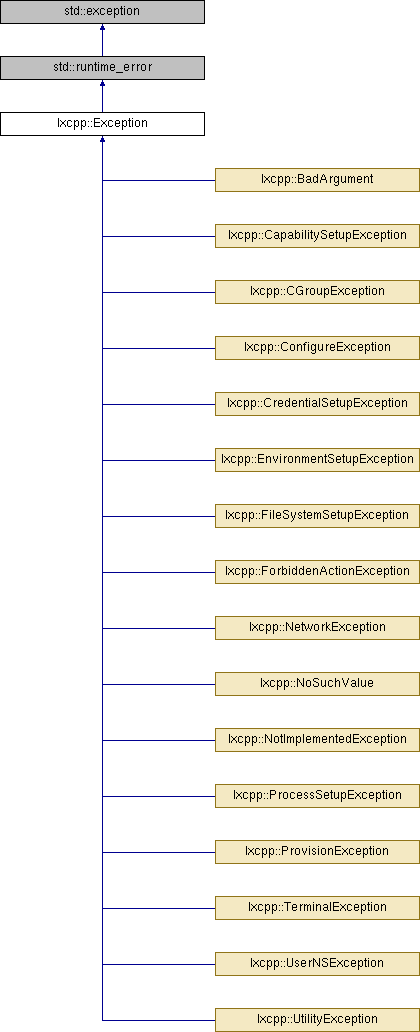 std::exception
std::runtime_error
lxcpp::Exception
lxcpp::BadArgument
lxcpp::CapabilitySetupException
lxcpp::CGroupException
lxcpp::ConfigureException
lxcpp::CredentialSetupException
lxcpp::EnvironmentSetupException
lxcpp::FileSystemSetupException
lxcpp::ForbiddenActionException
lxcpp::NetworkException
lxcpp::NoSuchValue
lxcpp::NotImplementedException
lxcpp::ProcessSetupException
lxcpp::ProvisionException
lxcpp::TerminalException
lxcpp::UserNSException
lxcpp::UtilityException